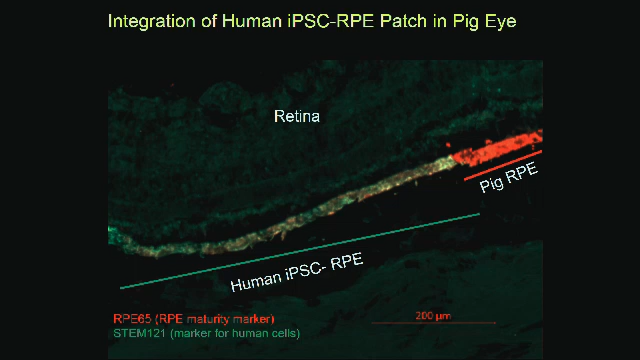 Integration of Human iPSC-RPE Patch in Pig Eye
Retina
Pig RPE
Human iPSC- RPE
RPE65 (RPE maturity marker)
STEM121 (marker for human cells)
200 µm